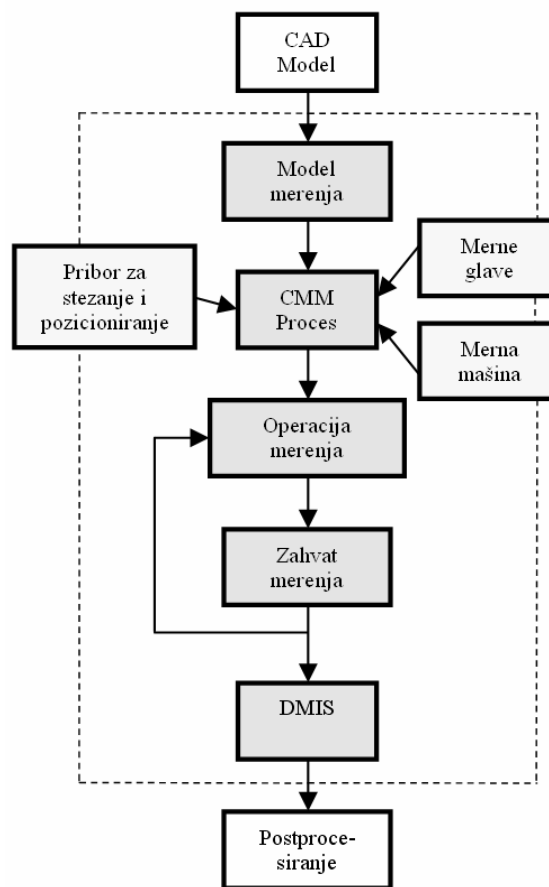 CAD
Model
Model
merenja
Merne
glave
Pribor za
stezanje i
pozicioniranje
CMM
Proces
Merna
mašina
Operacija
merenja
Zahvat
merenja
DMIS
Postproce-
siranje